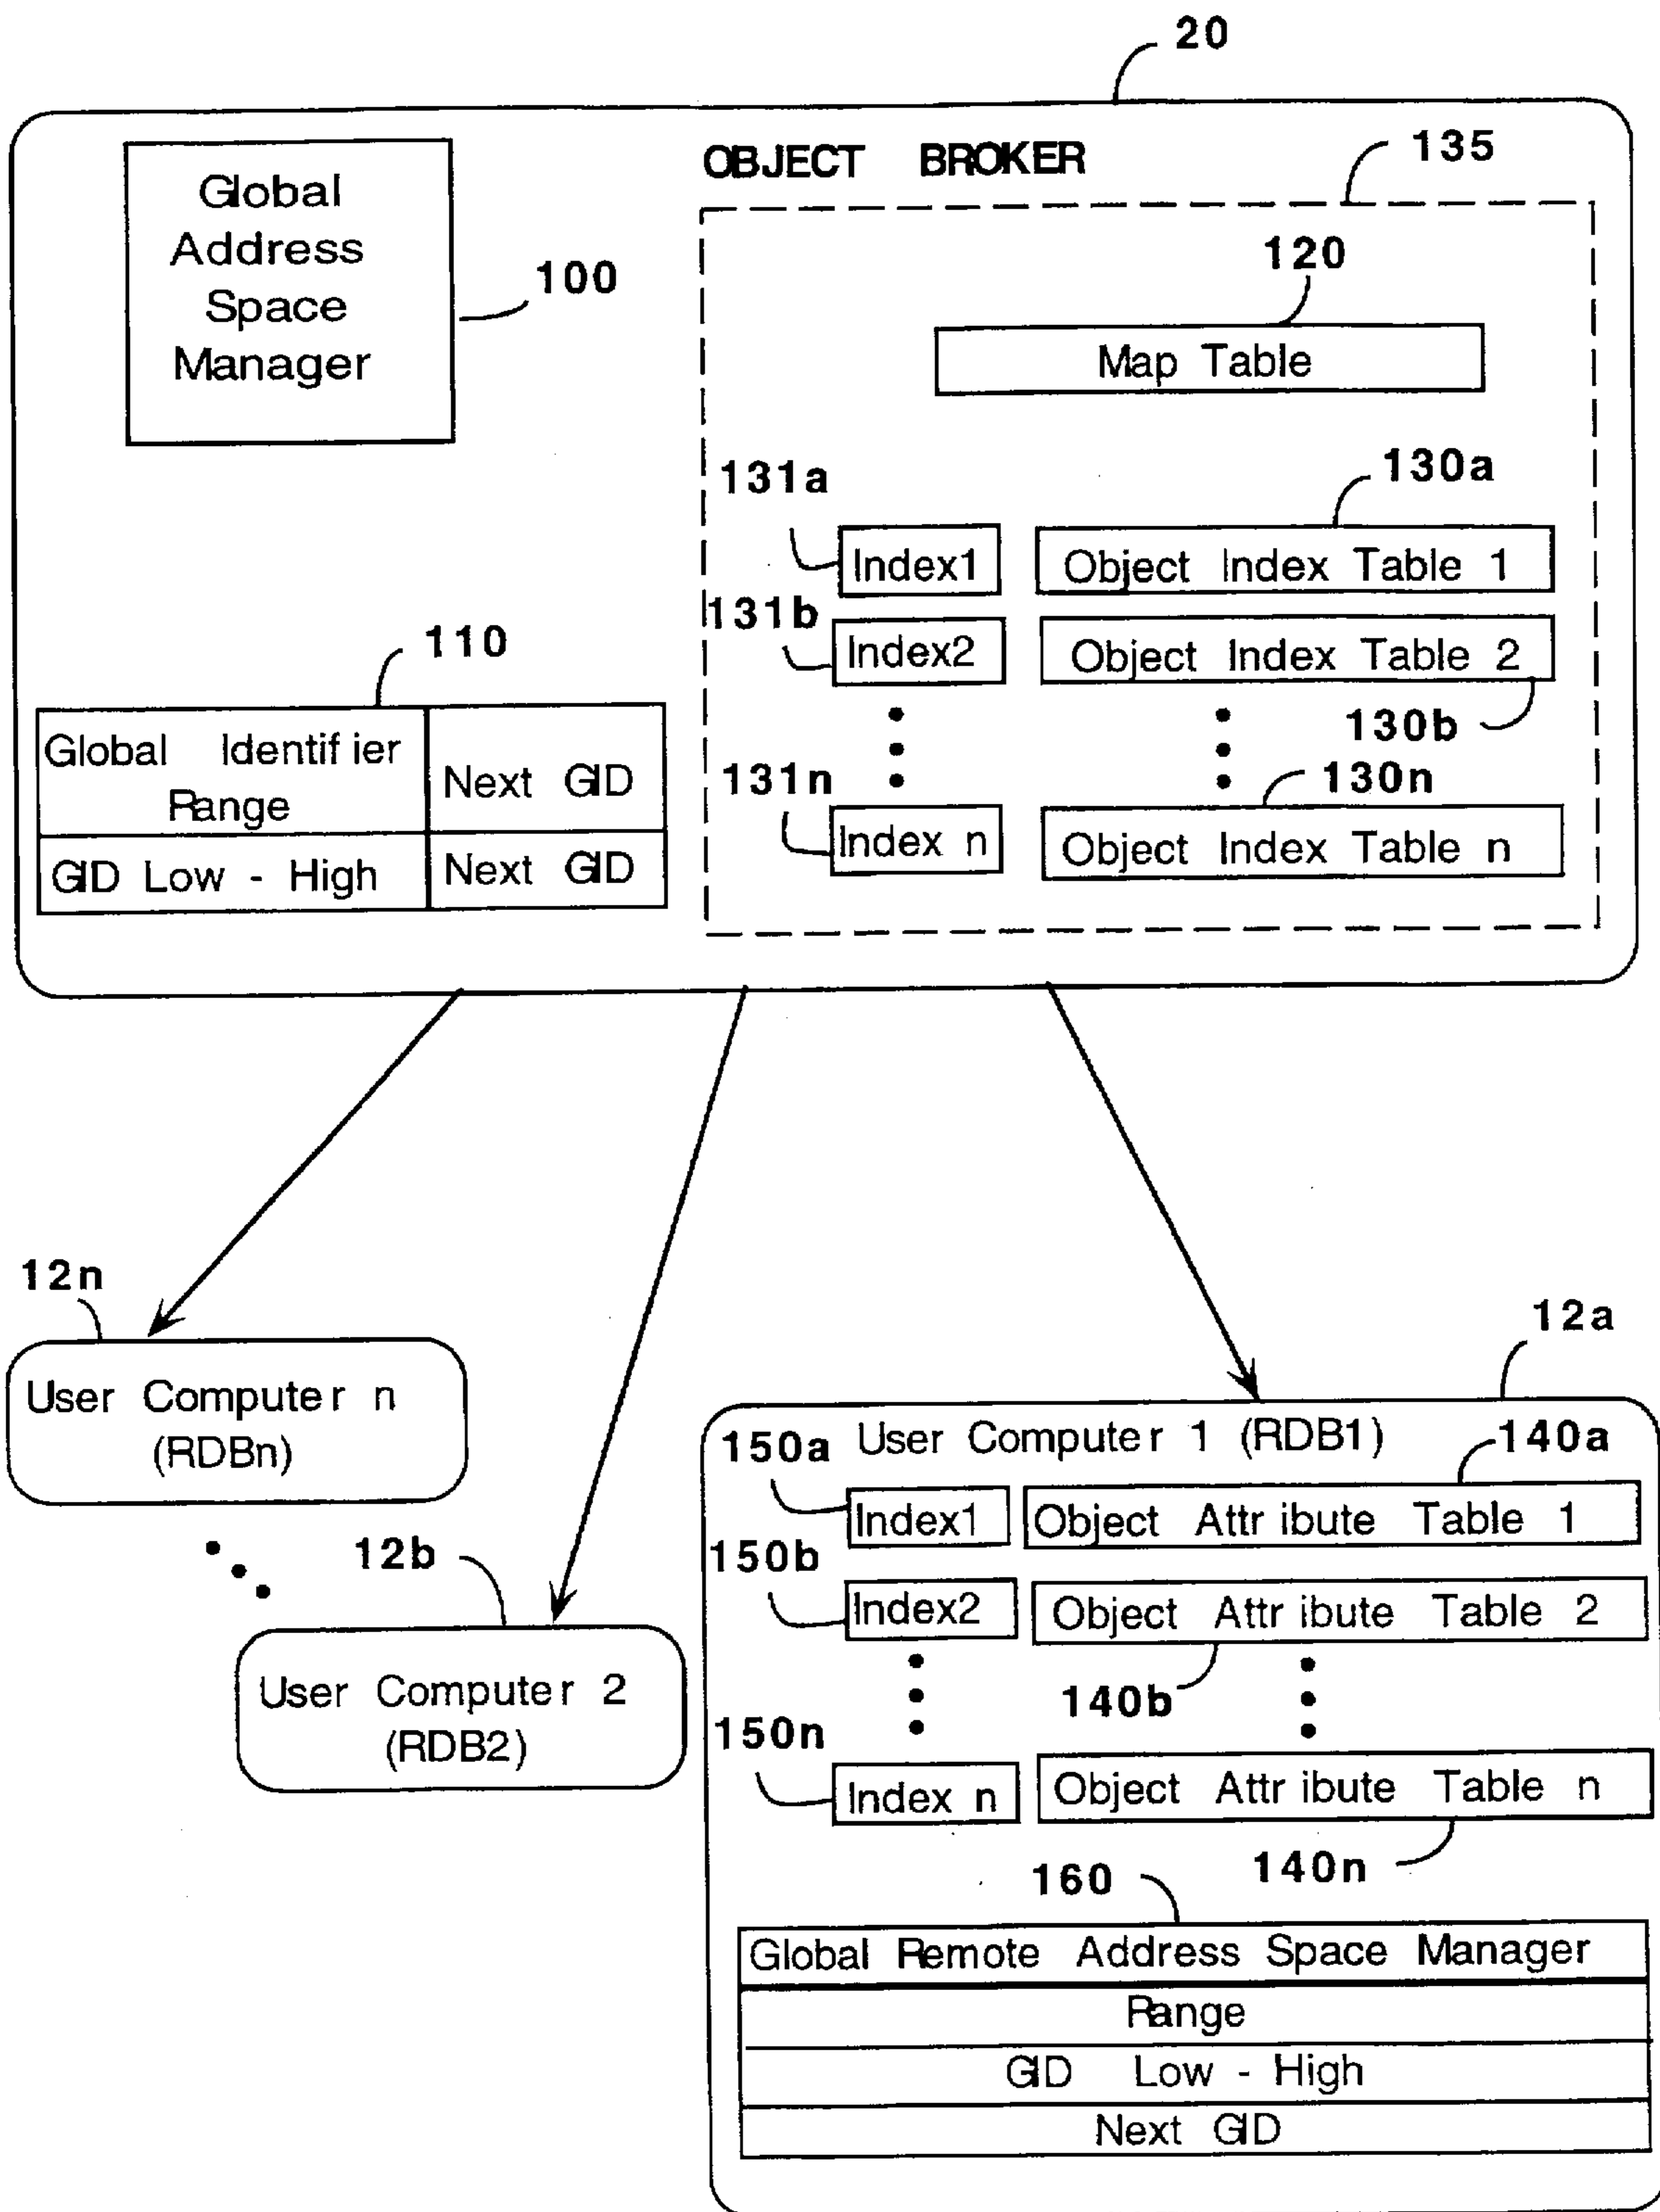 20
OBJECT BROKER
135
Global
Address
Space
Manager
100
120
Map Table
131a
130a
Index1
Object Index Table 1
131b
Index2
Object Index Table 2
130b
110
Global Identifier
Range
Next GID
GID Low - High
Next GID
131n
130n
Index n
Object Index Table n
12n
User Computer n
(RDBn)
12b
User Computer 2
(RDB2)
12a
User Computer 1 (RDB1)
150a
140a
Index1
Object Attribute Table 1
150b
Index2
Object Attribute Table 2
140b
150n
Index n
Object Attribute Table n
140n
160
Global Remote Address Space Manager
Range
GID Low - High
Next GID